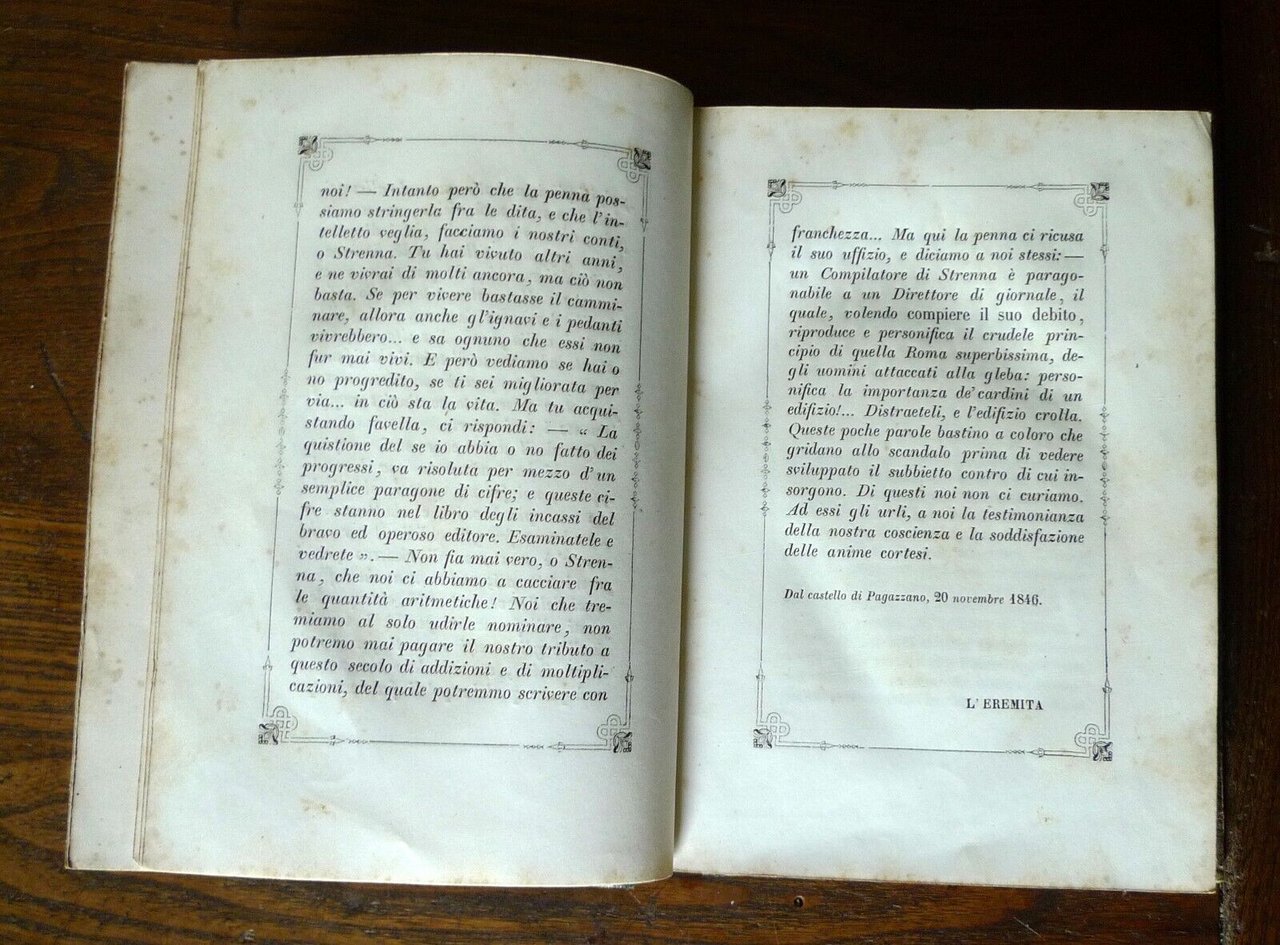 noi! — Intanto però che la penna pos-
siamo stringerla fra le dita, e che l'in-
telletto veglia, facciamo i nostri conti,
o Strenna. Tu hai vivuto altri anni,
e ne vivrai di molti ancora, ma ciò non
basta. Se per vivere bastasse il cammi-
nare, allora anche gl'ignavi e i pedanti
vivrebbero... e sa ognuno che essi non
fur mai vivi. E però vediamo se hai o
no progredito, se ti sei migliorata per
via... in ciò sta la vita. Ma tu acqui-
stando favella, ci rispondi: — « La
quistione del se io abbia o no fatto dei
progressi, va risoluta per mezzo d'un
semplice paragone di cifre; e queste ci-
fre stanno nel libro degli incassi del
bravo ed operoso editore. Esaminatele e
vedrete ». — Non fia mai vero, o Stren-
na, che noi ci abbiamo a cacciare fra
le quantità aritmetiche! Noi che tre-
miamo al solo udirle nominare, non
potremo mai pagare il nostro tributo a
questo secolo di addizioni e di moltipli-
cazioni, del quale potremmo scrivere con
franchezza... Ma qui la penna ci ricusa
il suo uffizio, e diciamo a noi stessi: —
un Compilatore di Strenna è parago-
nabile a un Direttore di giornale, il
quale, volendo compiere il suo debito,
riproduce e personifica il crudele prin-
cipio di quella Roma superbissima, de-
gli uomini attaccati alla gleba: perso-
nifica la importanza de' cardini di un
edifizio!... Distraeteli, e l'edifizio crolla.
Queste poche parole bastino a coloro che
gridano allo scandalo prima di vedere
sviluppato il subbietto contro di cui in-
sorgono. Di questi noi non ci curiamo.
Ad essi gli urli, a noi la testimonianza
della nostra coscienza e la soddisfazione
delle anime cortesi.
Dal castello di Pagazzano, 20 novembre 1846.
L'EREMITA